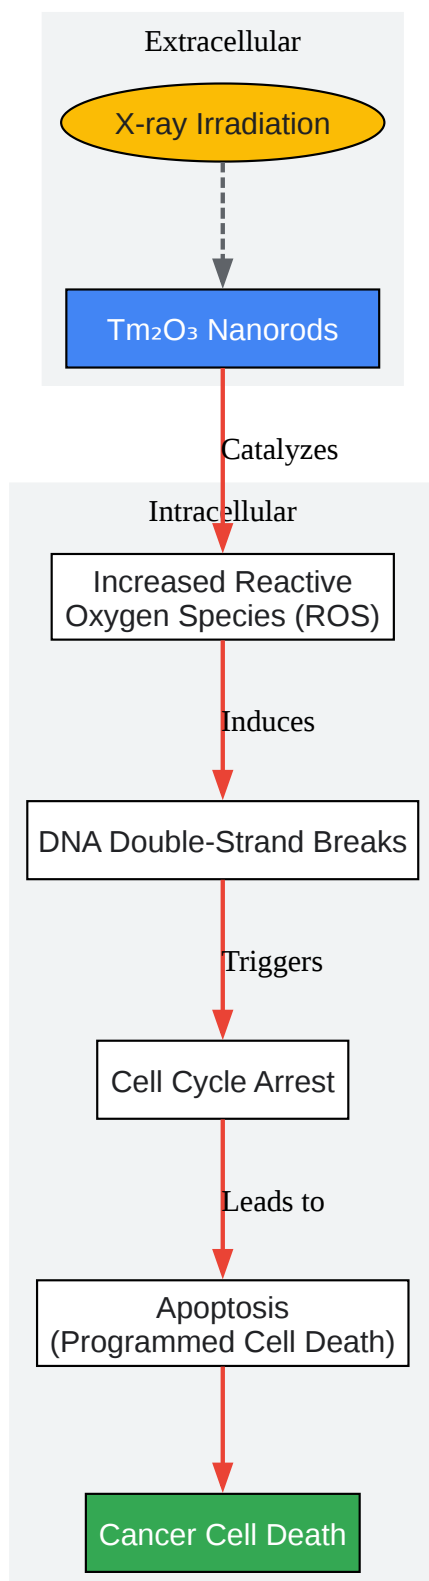 Extracellular
X-ray Irradiation
Tm₂O₃ Nanorods
Catalyzes
Intracellular
Increased Reactive
Oxygen Species (ROS)
Induces
DNA Double-Strand Breaks
Triggers
Cell Cycle Arrest
Leads to
Apoptosis
(Programmed Cell Death)
Cancer Cell Death